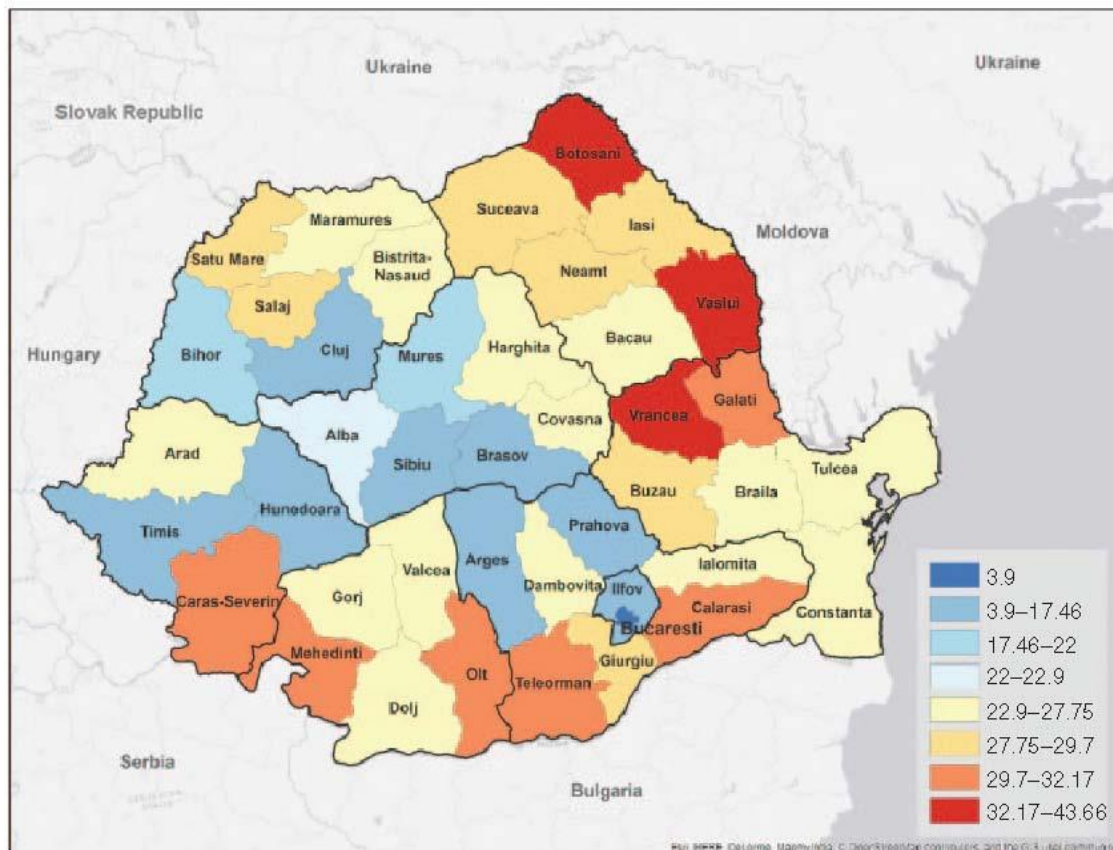 Ukraine
Ukraine
Slovak Republic
Botosani
Suceava
Maramures
Iasi
Moldova
Satu Mare
Bistrita-
Nasaud
Neamt
Salaj
Vaslui
Hungary
Bihor
Cluj
Mures
Harghita
Bacau
Vrancea
Galati
Covasna
Alba
Arad
Sibiu
Brasov
Tulcea
Buzau
Braila
Timis
Hunedoara
Prahova
Arges
Valcea
Dambovita
Ilfov
Ialomita
Caras-Severin
Gorj
Calarasi
Constanta
Bucaresti
Mehedinti
Giurgiu
Olt
Teleorman
Dolj
Serbia
Bulgaria
3.9
3.9–17.46
17.46–22
22–22.9
22.9–27.75
27.75–29.7
29.7–32.17
32.17–43.66